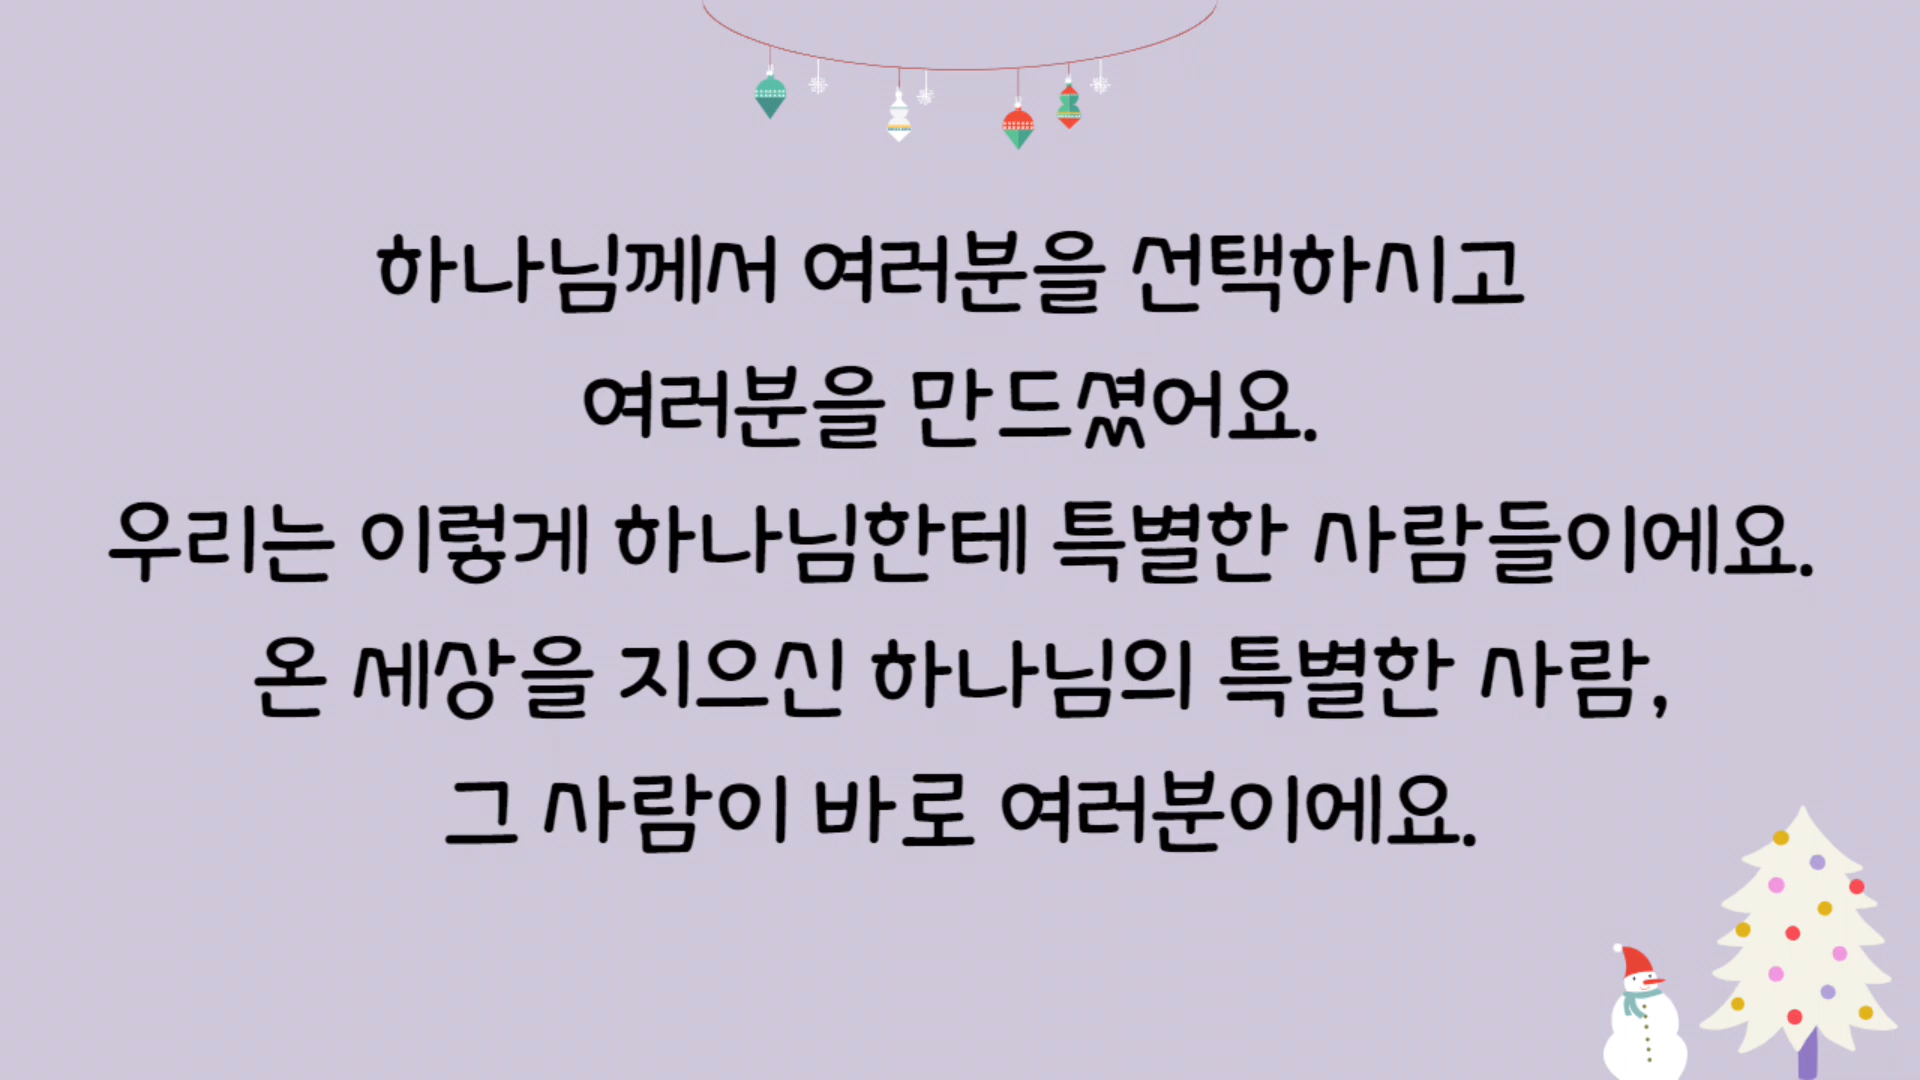 하나님께서 여러분을 선택하시고
여러분을 만드셨어요.
우리는 이렇게 하나님한테 특별한 사람들이에요.
온 세상을 지으신 하나님의 특별한 사람,
그 사람이 바로 여러분이에요.